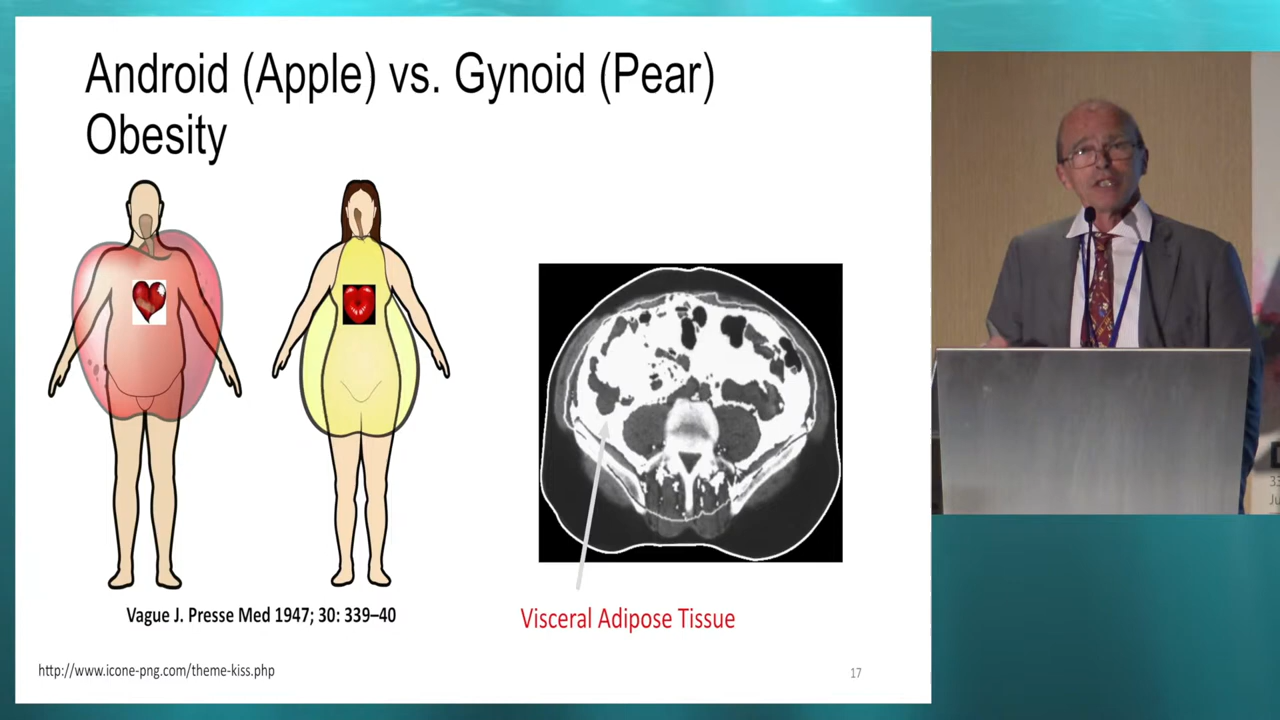 Android (Apple) vs. Gynoid (Pear)
Obesity
Vague J. Presse Med 1947; 30: 339–40
Visceral Adipose Tissue
http://www.icone-png.com/theme-kiss.php
17